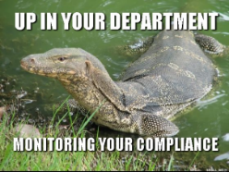 UP IN YOUR DEPARTMENT
MONITORING YOUR COMPLIANCE